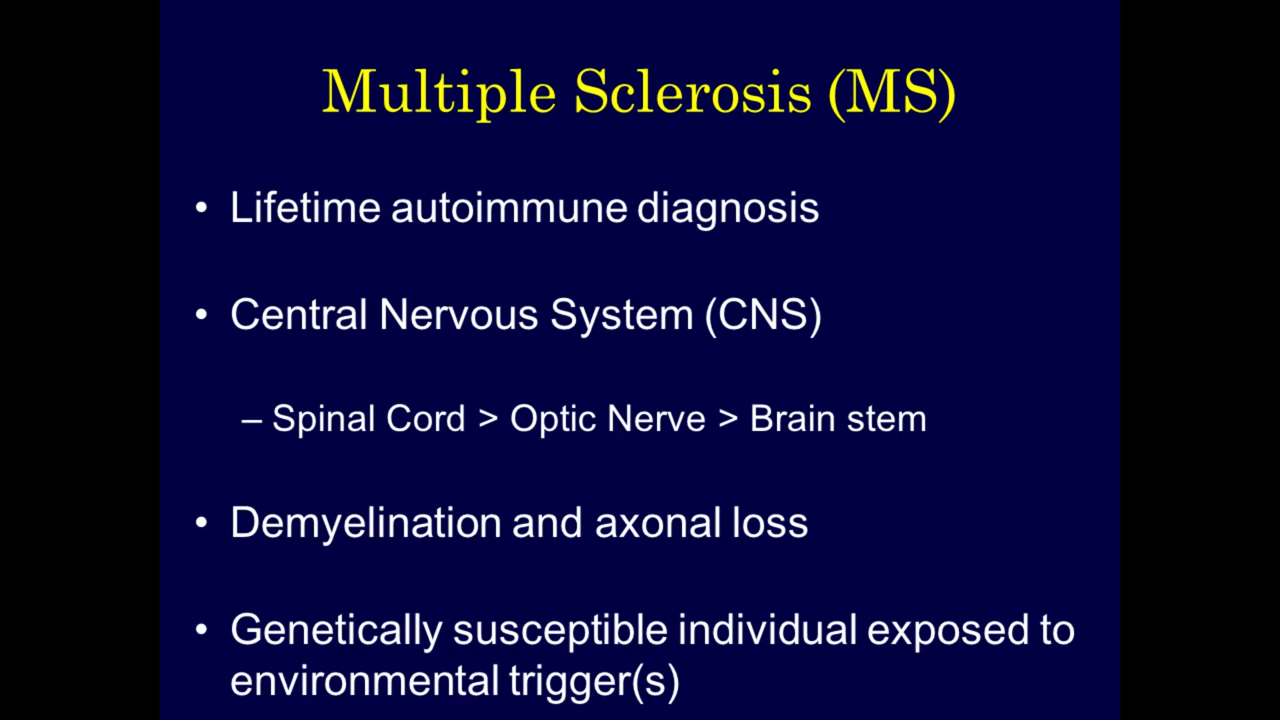 Multiple Sclerosis (MS)
• Lifetime autoimmune diagnosis
• Central Nervous System (CNS)
– Spinal Cord > Optic Nerve > Brain stem
• Demyelination and axonal loss
• Genetically susceptible individual exposed to
environmental trigger(s)